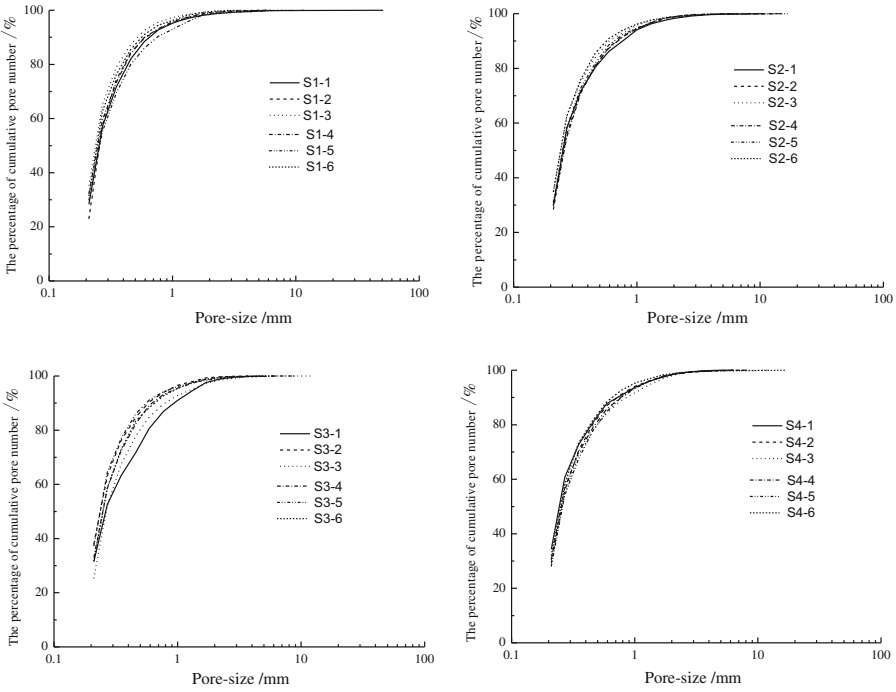 The percentage of cumulative pore number /%
100
80
60
40
20
0
0.1
1
10
100
Pore-size /mm
S1-1
S1-2
S1-3
S1-4
S1-5
S1-6
The percentage of cumulative pore number /%
100
80
60
40
20
0
0.1
1
10
100
Pore-size /mm
S2-1
S2-2
S2-3
S2-4
S2-5
S2-6
The percentage of cumulative pore number /%
100
80
60
40
20
0
0.1
1
10
100
Pore-size /mm
S3-1
S3-2
S3-3
S3-4
S3-5
S3-6
The percentage of cumulative pore number /%
100
80
60
40
20
0
0.1
1
10
100
Pore-size /mm
S4-1
S4-2
S4-3
S4-4
S4-5
S4-6